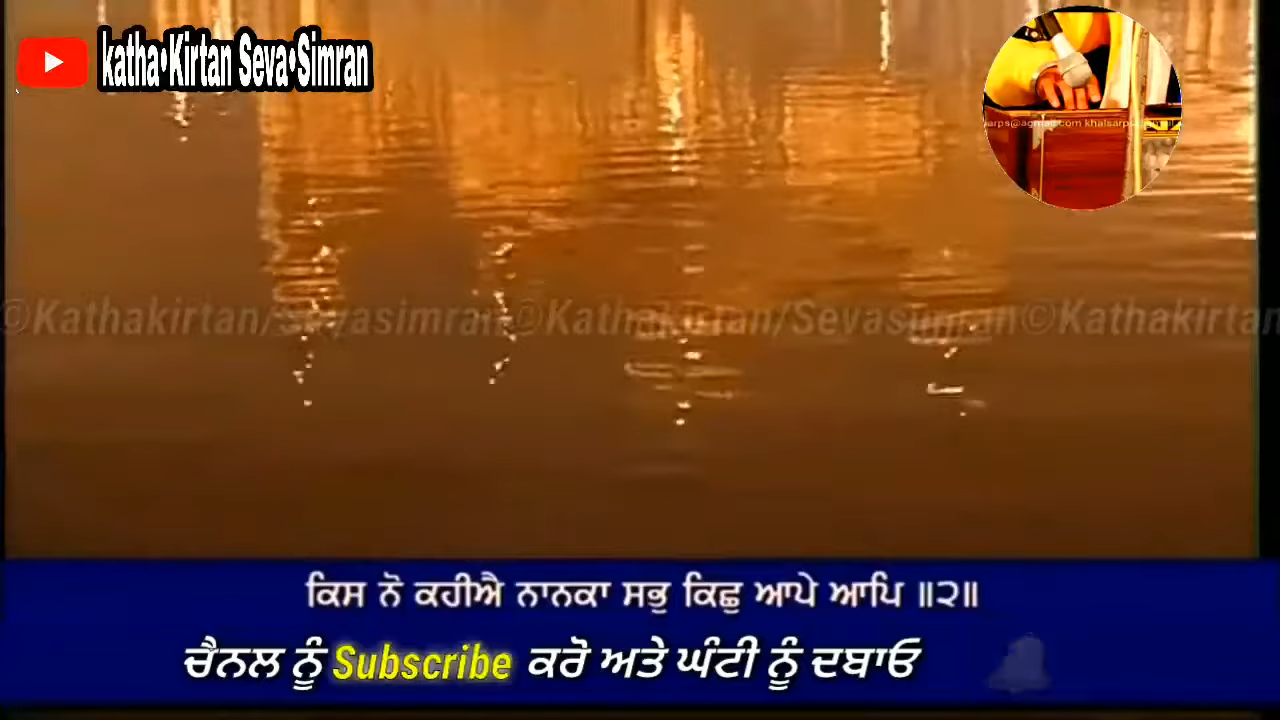 katha•Kirtan Seva•Simran
©Kathakirtan/Sevasimran©Kathakirtan/Sevasimran©Kathakirtan
ਕਿਸ ਨੋ ਕਹੀਐ ਨਾਨਕਾ ਸਭੁ ਕਿਛੁ ਆਪੇ ਆਪਿ ॥੨॥
ਚੈਨਲ ਨੂੰ Subscribe ਕਰੋ ਅਤੇ ਘੰਟੀ ਨੂੰ ਦਬਾਓ